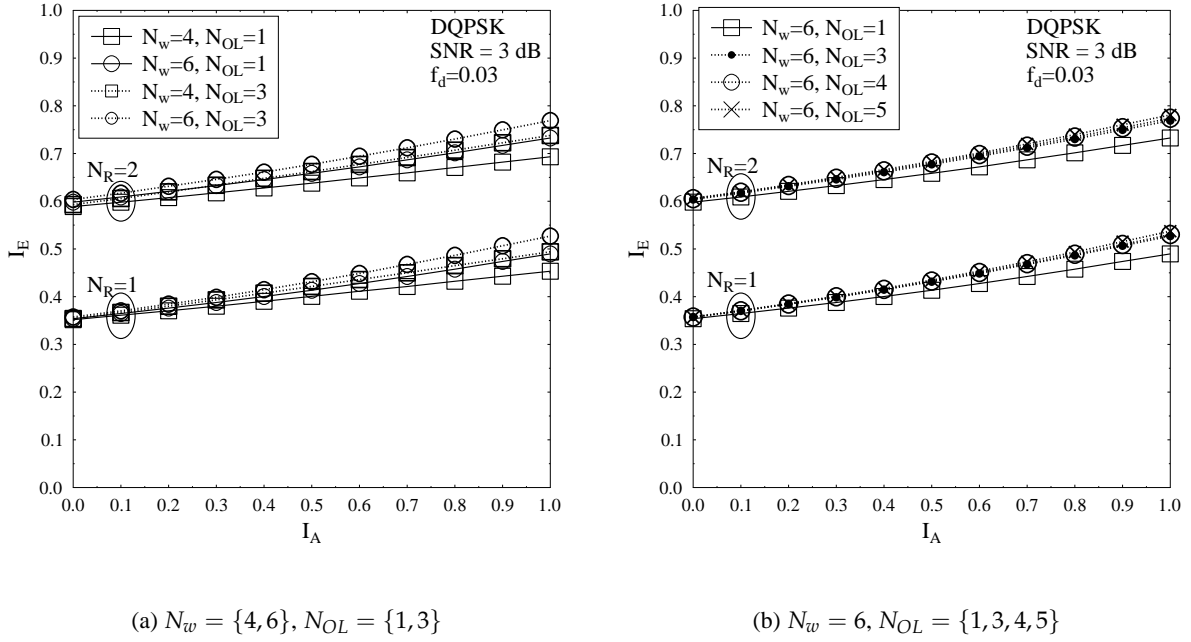 N_w=4, N_OL=1
N_w=6, N_OL=1
N_w=4, N_OL=3
N_w=6, N_OL=3
DQPSK
SNR = 3 dB
f_d=0.03
N_R=2
N_R=1
1.0
0.9
0.8
0.7
0.6
0.5
0.4
0.3
0.2
0.1
0.0
I_E
0.0 0.1 0.2 0.3 0.4 0.5 0.6 0.7 0.8 0.9 1.0
I_A
(a) N_w = {4, 6}, N_OL = {1, 3}
N_w=6, N_OL=1
N_w=6, N_OL=3
N_w=6, N_OL=4
N_w=6, N_OL=5
DQPSK
SNR = 3 dB
f_d=0.03
N_R=2
N_R=1
1.0
0.9
0.8
0.7
0.6
0.5
0.4
0.3
0.2
0.1
0.0
I_E
0.0 0.1 0.2 0.3 0.4 0.5 0.6 0.7 0.8 0.9 1.0
I_A
(b) N_w = 6, N_OL = {1, 3, 4, 5}